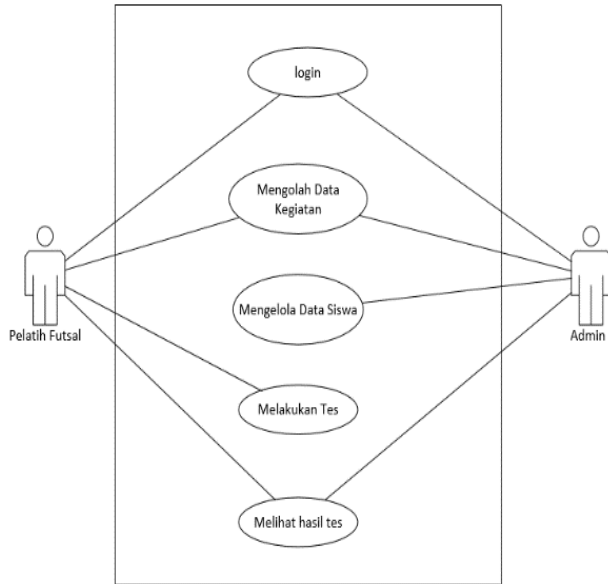 login
Mengolah Data
Kegiatan
Mengelola Data Siswa
Pelatih Futsal
Admin
Melakukan Tes
Melihat hasil tes